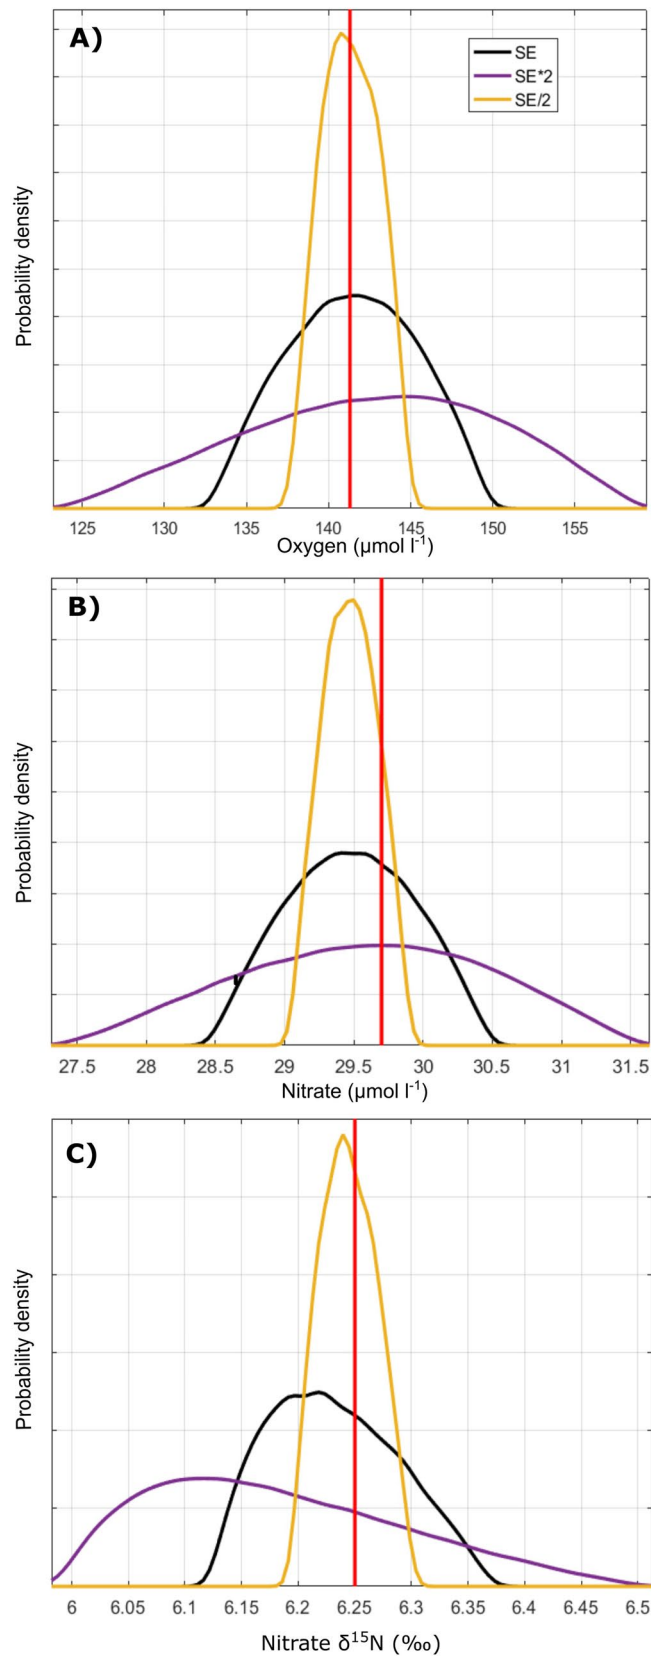 A)
SE
SE*2
SE/2
Probability density
125 130 135 140 145 150 155
Oxygen (µmol l⁻¹)
B)
Probability density
27.5 28 28.5 29 29.5 30 30.5 31 31.5
Nitrate (µmol l⁻¹)
C)
Probability density
6 6.05 6.1 6.15 6.2 6.25 6.3 6.35 6.4 6.45 6.5
Nitrate δ¹⁵N (‰)